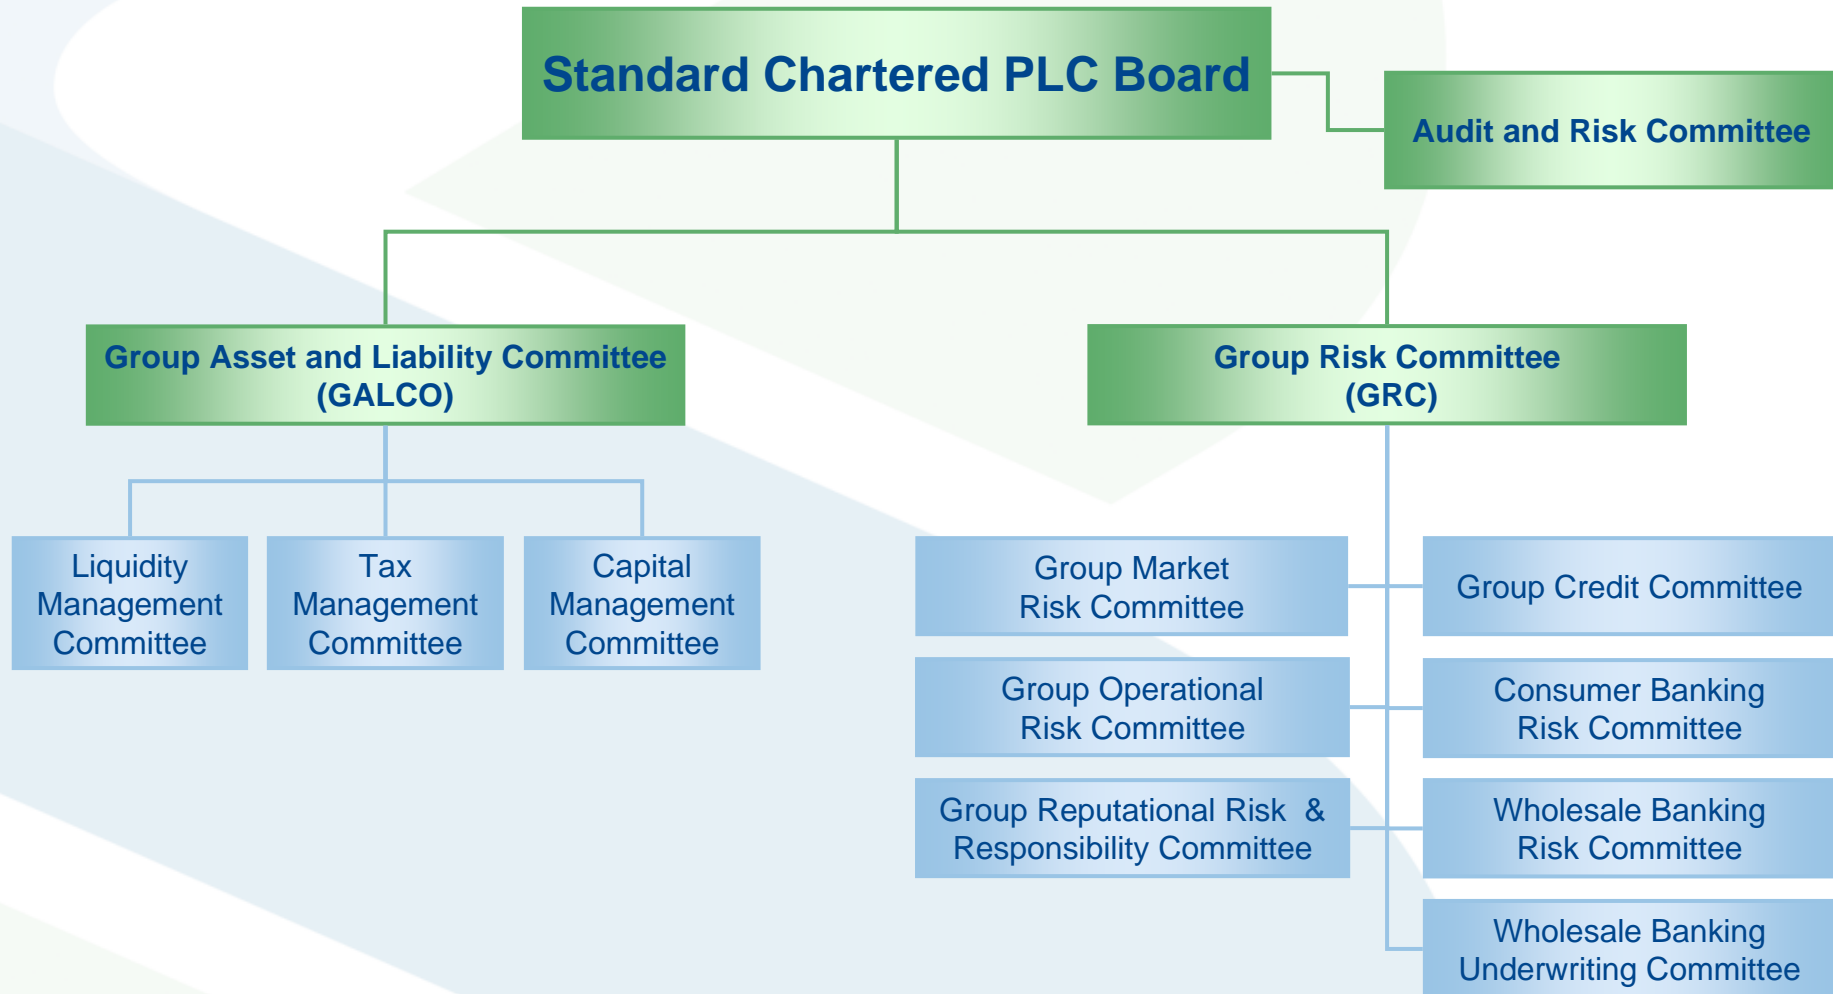 Standard Chartered PLC Board
Audit and Risk Committee
Group Asset and Liability Committee
(GALCO)
Group Risk Committee
(GRC)
Liquidity
Management
Committee
Tax
Management
Committee
Capital
Management
Committee
Group Market
Risk Committee
Group Credit Committee
Group Operational
Risk Committee
Consumer Banking
Risk Committee
Group Reputational Risk &
Responsibility Committee
Wholesale Banking
Risk Committee
Wholesale Banking
Underwriting Committee